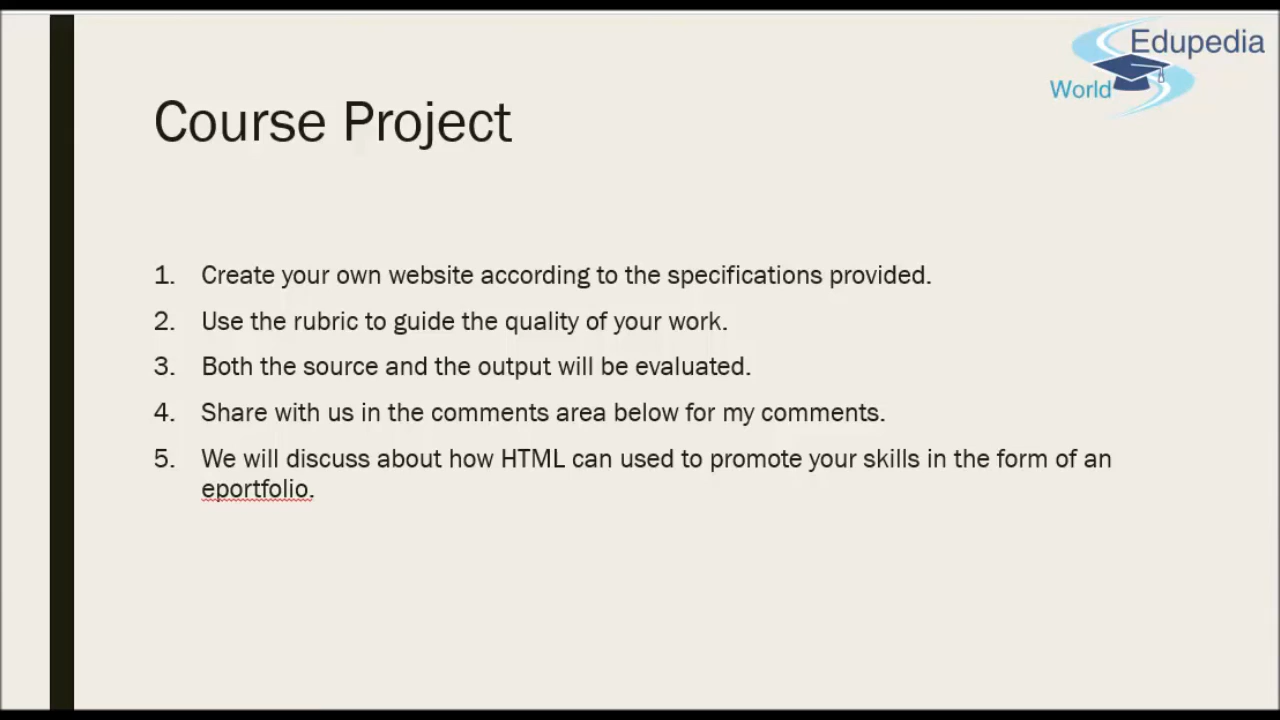 Edupedia
World
Course Project
1. Create your own website according to the specifications provided.
2. Use the rubric to guide the quality of your work.
3. Both the source and the output will be evaluated.
4. Share with us in the comments area below for my comments.
5. We will discuss about how HTML can used to promote your skills in the form of an
eportfolio.